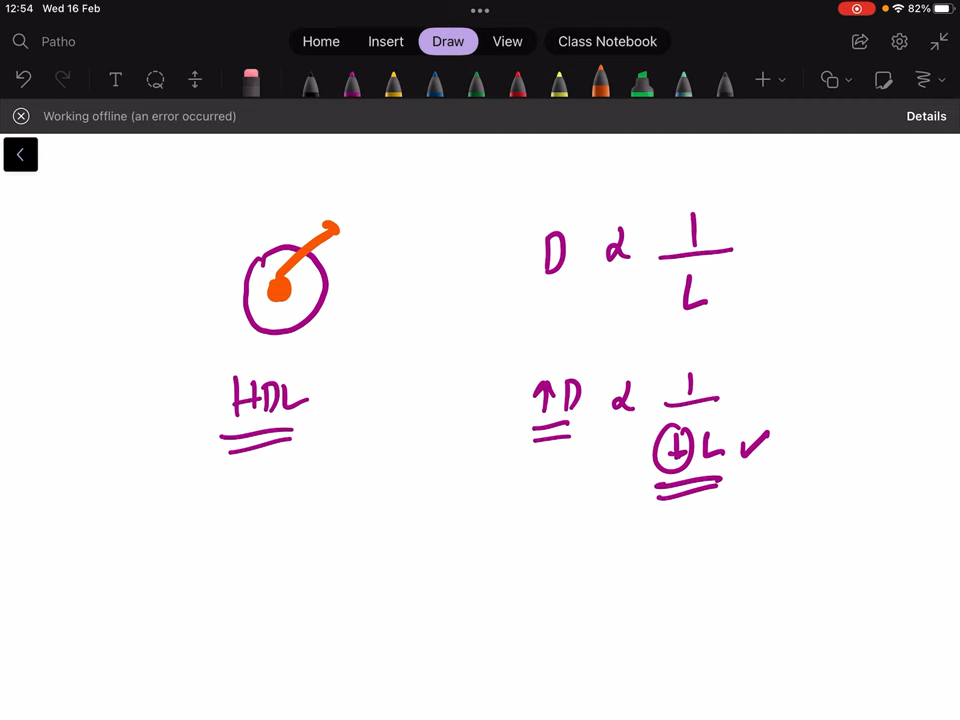 12:54 Wed 16 Feb
82%
Patho
Home Insert Draw View Class Notebook
T
Working offline (an error occurred)
Details
D ∝ 1/L
HDL
↑D ∝ 1/↓L ✓